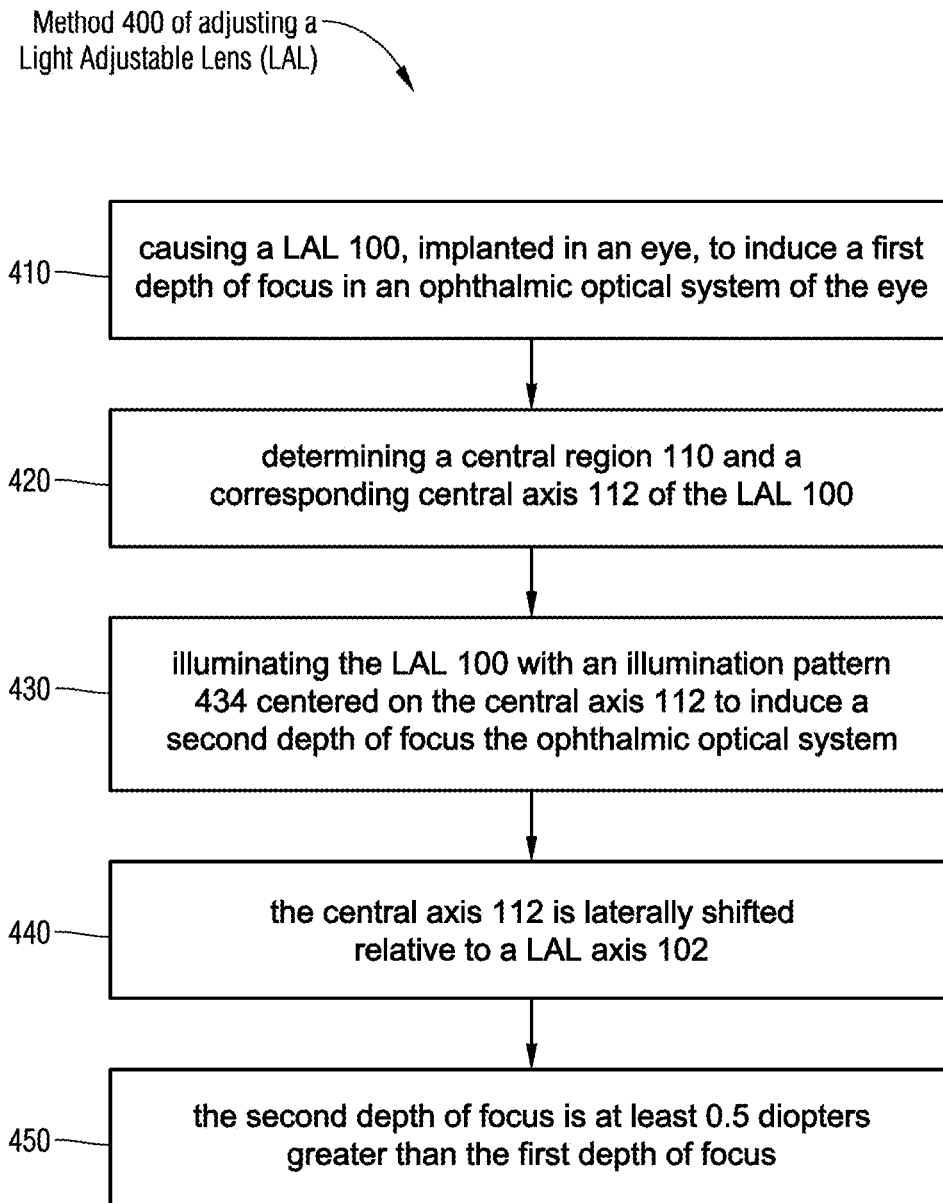 Method 400 of adjusting a
Light Adjustable Lens (LAL)
410
causing a LAL 100, implanted in an eye, to induce a first
depth of focus in an ophthalmic optical system of the eye
420
determining a central region 110 and a
corresponding central axis 112 of the LAL 100
430
illuminating the LAL 100 with an illumination pattern
434 centered on the central axis 112 to induce a
second depth of focus the ophthalmic optical system
440
the central axis 112 is laterally shifted
relative to a LAL axis 102
450
the second depth of focus is at least 0.5 diopters
greater than the first depth of focus